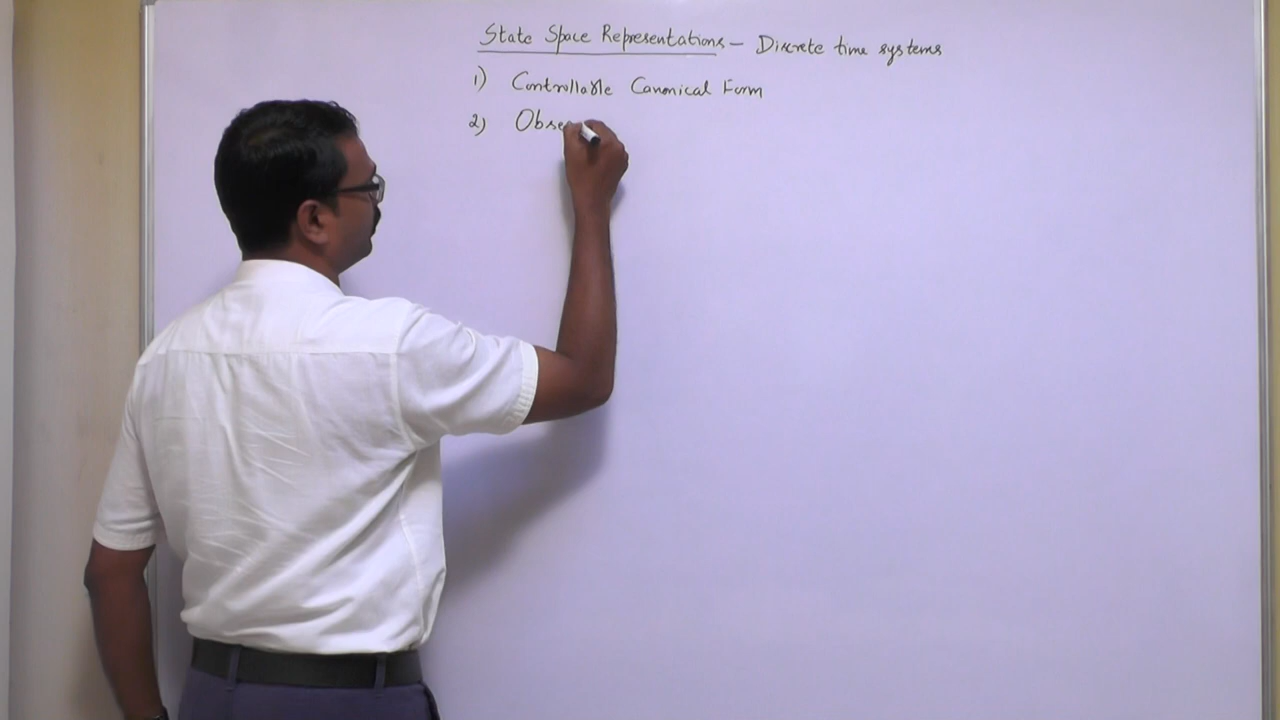 State Space Representations - Discrete time systems
1) Controllable Canonical Form
2) Obse